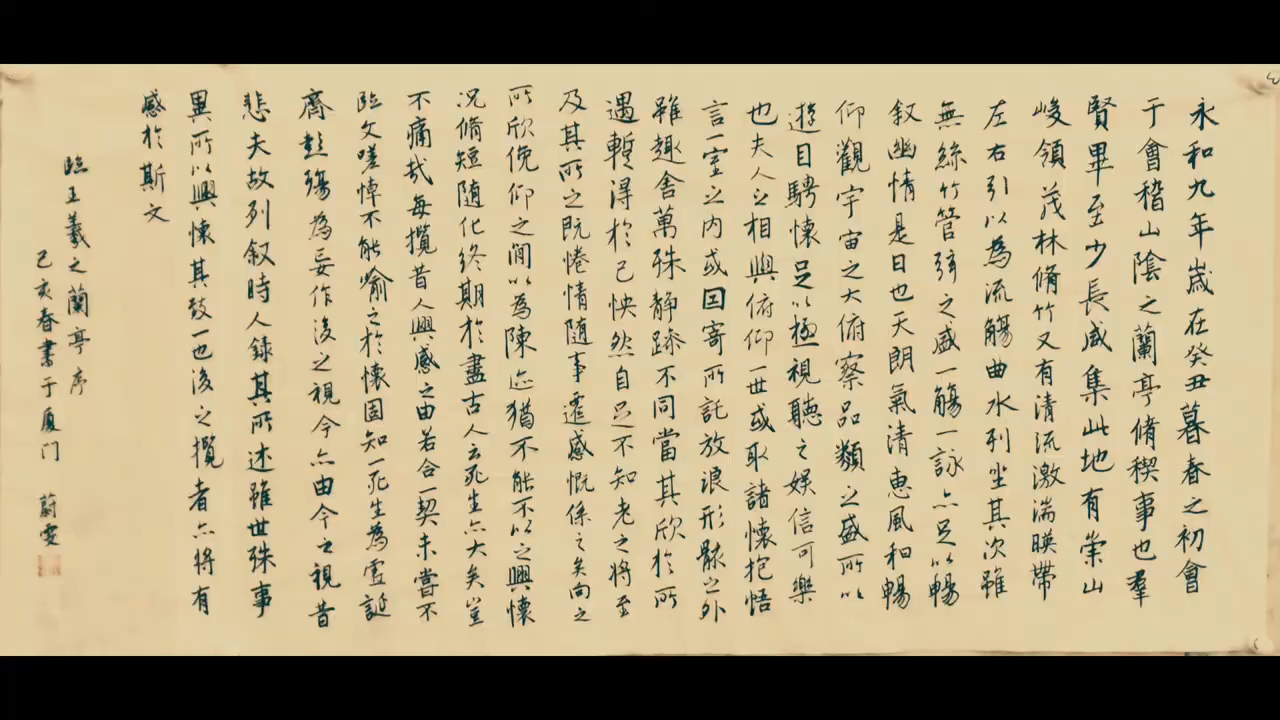 永和九年歲在癸丑暮春之初會
于會稽山陰之蘭亭脩稧事也羣
賢畢至少長咸集此地有崇山
峻領茂林脩竹又有清流激湍暎帶
左右引以為流觴曲水列坐其次雖
無絲竹管弦之盛一觴一詠亦足以暢
叙幽情是日也天朗氣清惠風和暢
仰觀宇宙之大俯察品類之盛所以
遊目騁懷足以極視聽之娛信可樂
也夫人之相與俯仰一世或取諸懷抱悟
言一室之内或因寄所託放浪形骸之外
雖趣舍萬殊静躁不同當其欣於所
遇蹔得於己怏然自足不知老之將至
及其所之既惓情隨事遷感慨係之矣向之
所欣俛仰之間以為陳迹猶不能不以之興懷
况脩短随化終期於盡古人云死生亦大矣豈
不痛哉每攬昔人興感之由若合一契未嘗不
臨文嗟悼不能喻之於懷固知一死生為虛誕
齊彭殤為妄作後之視今亦由今之視昔
悲夫故列叙時人録其所述雖世殊事
異所以興懷其致一也後之攬者亦將有
感於斯文
臨王羲之蘭亭序
己亥春書于廈门 蔚雯